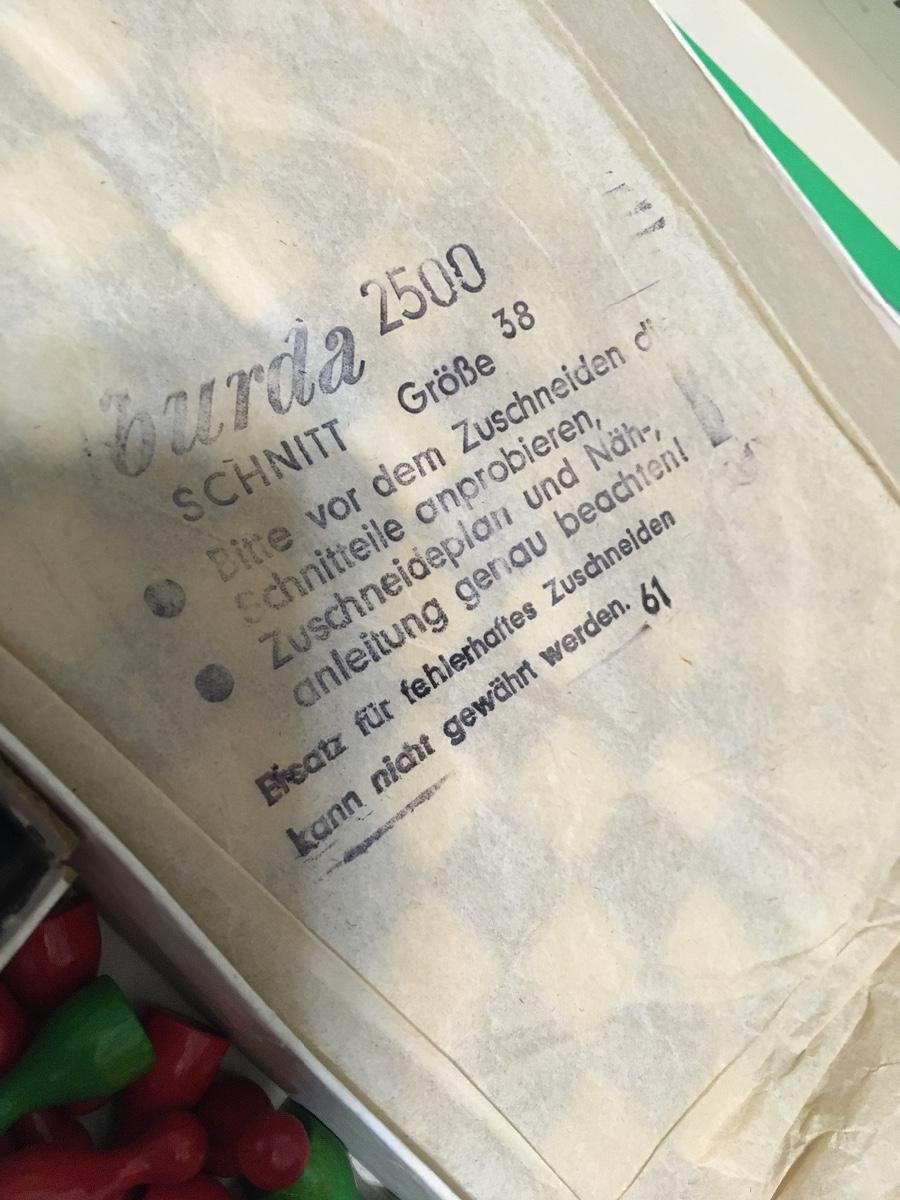 burda 2500
SCHNITT Größe 38
Bitte vor dem Zuschneiden die
Schnitteile anprobieren,
Zuschneideplan und Näh-,
anleitung genau beachten!
Ersatz für fehlerhaftes Zuschneiden
kann nicht gewährt werden. 61